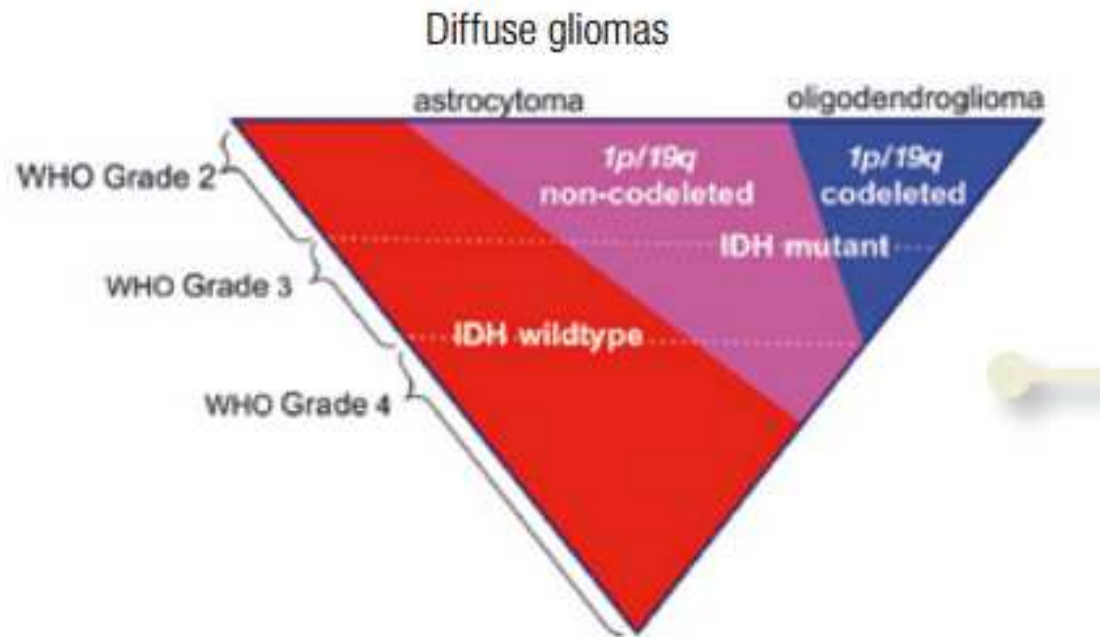 Diffuse gliomas
astrocytoma
oligodendroglioma
1p/19q
non-codeleted
1p/19q
codeleted
WHO Grade 2
IDH mutant
WHO Grade 3
IDH wildtype
WHO Grade 4